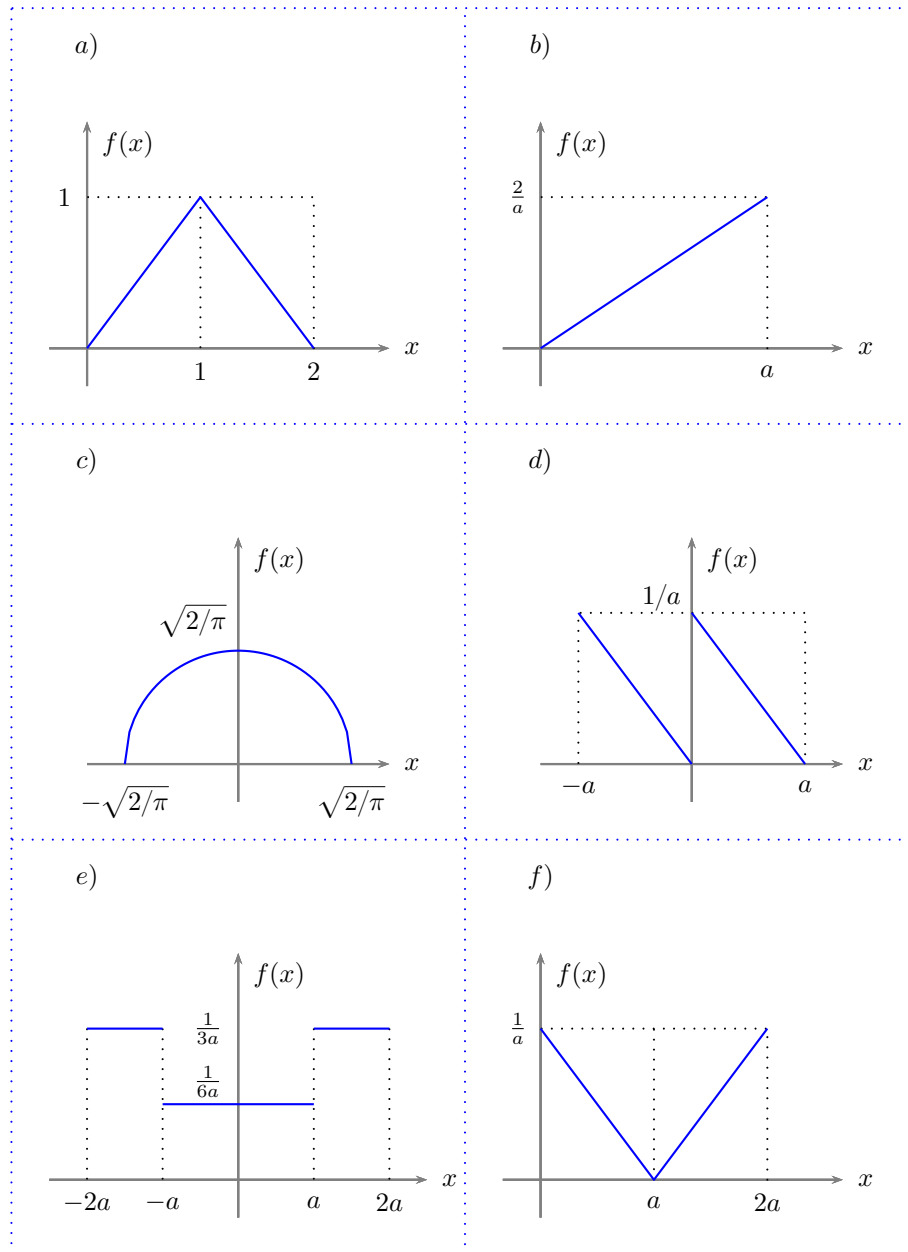 a)
f(x)
1
1
2
x
b)
f(x)
2/a
a
x
c)
f(x)
√2/π
−√2/π
√2/π
x
d)
f(x)
1/a
−a
a
x
e)
f(x)
1/3a
1/6a
−2a
−a
a
2a
x
f)
f(x)
1/a
a
2a
x